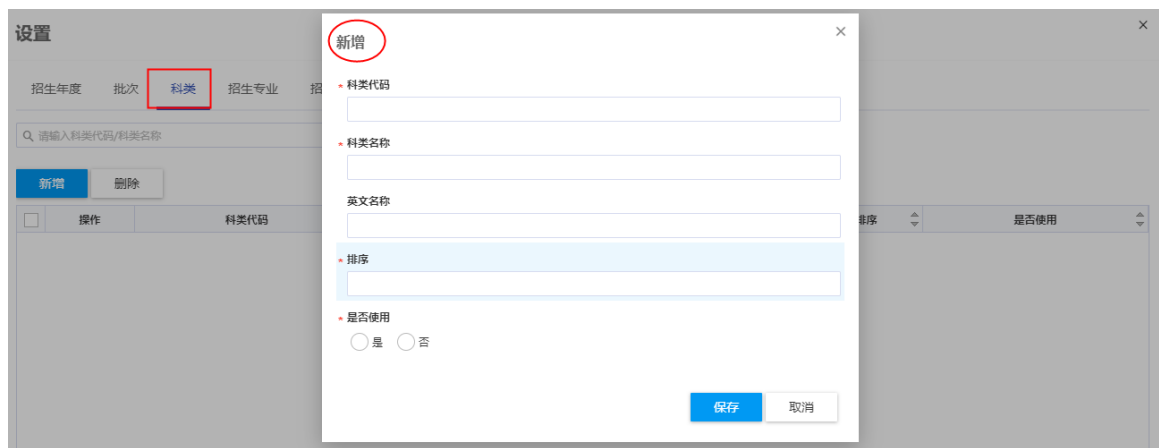 设置
新增
招生年度 批次 科类 招生专业 招
* 科类代码
请输入科类代码/科类名称
* 科类名称
新增 删除
英文名称
操作 科类代码 排序 是否使用
* 排序
* 是否使用
是 否
保存 取消